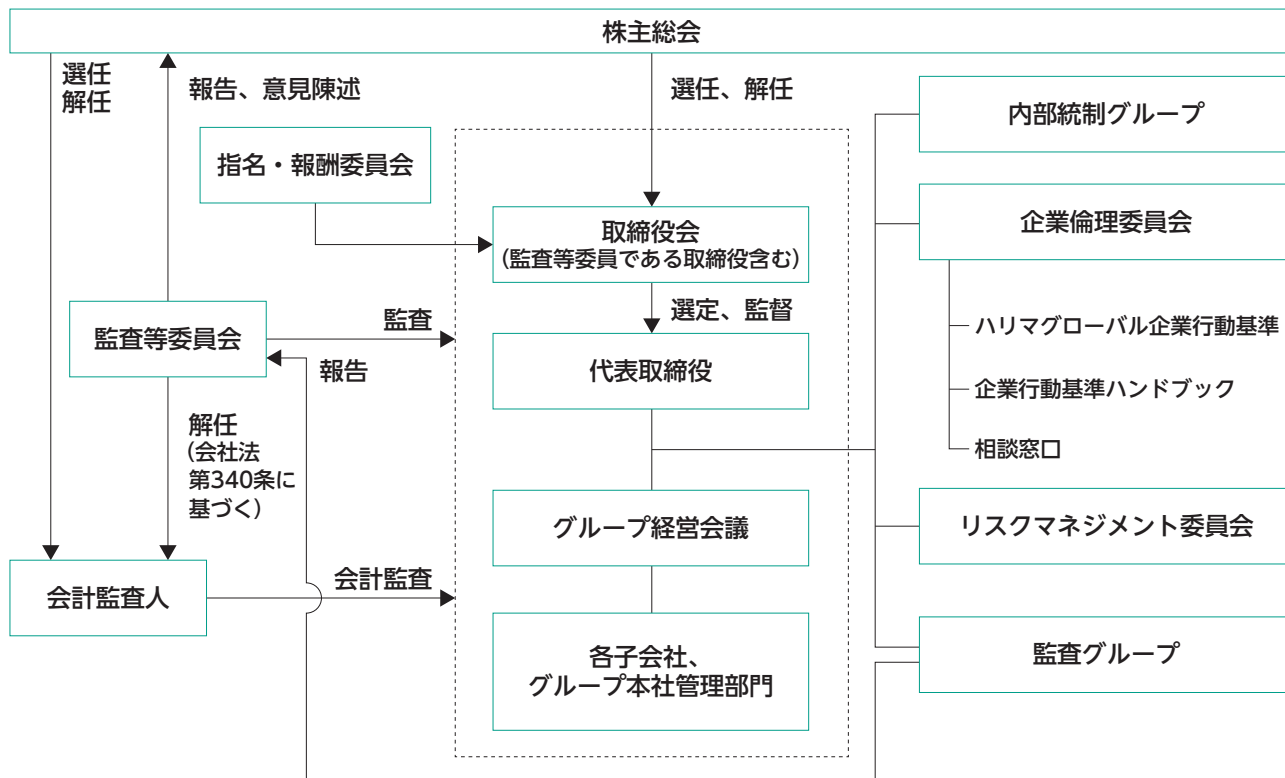 株主総会
選任
解任
報告、意見陳述
選任、解任
内部統制グループ
指名・報酬委員会
企業倫理委員会
取締役会
(監査等委員である取締役含む)
選定、監督
監査等委員会
監査
ハリマグローバル企業行動基準
報告
代表取締役
企業行動基準ハンドブック
解任
(会社法
第340条に
基づく)
相談窓口
グループ経営会議
リスクマネジメント委員会
会計監査人
会計監査
各子会社、
グループ本社管理部門
監査グループ